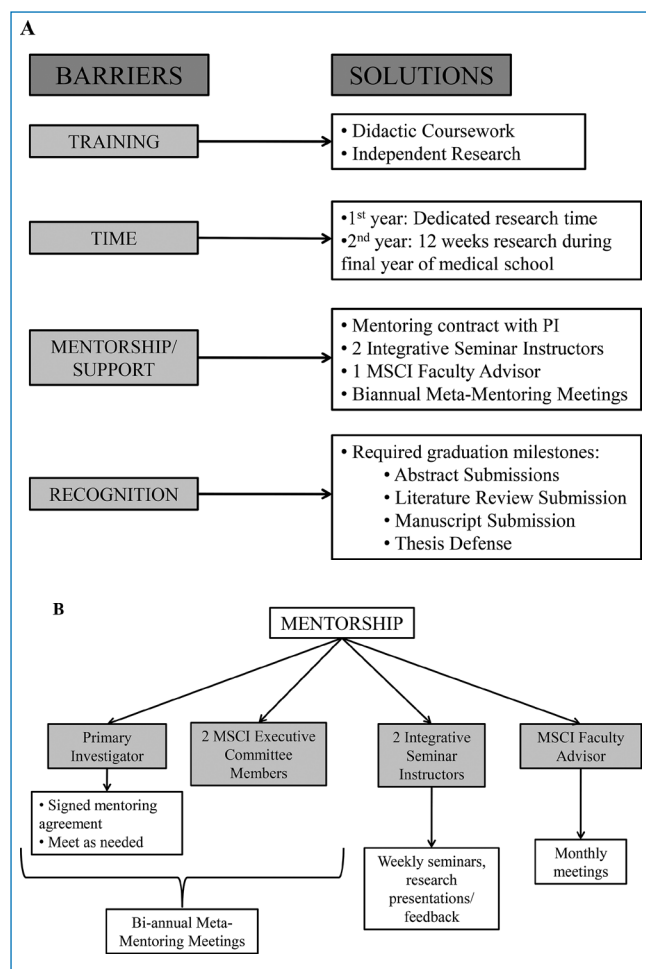 A
BARRIERS
SOLUTIONS
TRAINING
• Didactic Coursework
• Independent Research
TIME
•1st year: Dedicated research time
•2nd year: 12 weeks research during
final year of medical school
MENTORSHIP/
SUPPORT
• Mentoring contract with PI
• 2 Integrative Seminar Instructors
• 1 MSCI Faculty Advisor
• Biannual Meta-Mentoring Meetings
RECOGNITION
• Required graduation milestones:
• Abstract Submissions
• Literature Review Submission
• Manuscript Submission
• Thesis Defense
B
MENTORSHIP
Primary
Investigator
2 MSCI Executive
Committee
Members
2 Integrative
Seminar
Instructors
MSCI Faculty
Advisor
• Signed mentoring
agreement
• Meet as needed
Weekly seminars,
research
presentations/
feedback
Monthly
meetings
Bi-annual Meta-
Mentoring Meetings